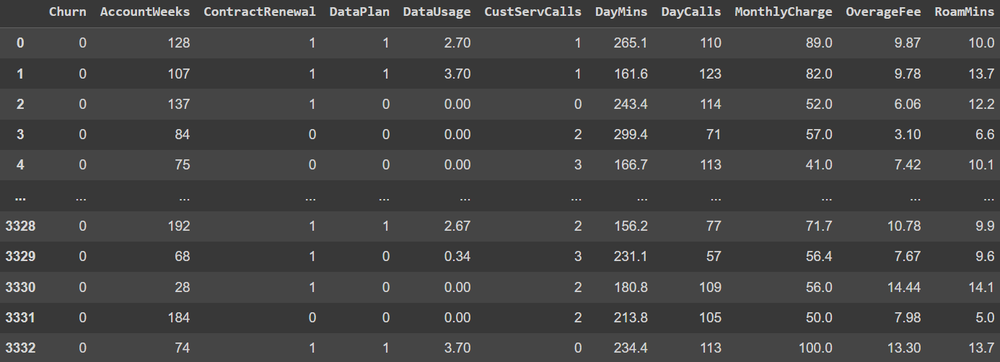 Churn AccountWeeks ContractRenewal DataPlan DataUsage CustServCalls DayMins DayCalls MonthlyCharge OverageFee RoamMins
0 0 128 1 1 2.70 1 265.1 110 89.0 9.87 10.0
1 0 107 1 1 3.70 1 161.6 123 82.0 9.78 13.7
2 0 137 1 0 0.00 0 243.4 114 52.0 6.06 12.2
3 0 84 0 0 0.00 2 299.4 71 57.0 3.10 6.6
4 0 75 0 0 0.00 3 166.7 113 41.0 7.42 10.1
... ... ... ... ... ... ... ... ... ... ... ...
3328 0 192 1 1 2.67 2 156.2 77 71.7 10.78 9.9
3329 0 68 1 0 0.34 3 231.1 57 56.4 7.67 9.6
3330 0 28 1 0 0.00 2 180.8 109 56.0 14.44 14.1
3331 0 184 0 0 0.00 2 213.8 105 50.0 7.98 5.0
3332 0 74 1 1 3.70 0 234.4 113 100.0 13.30 13.7